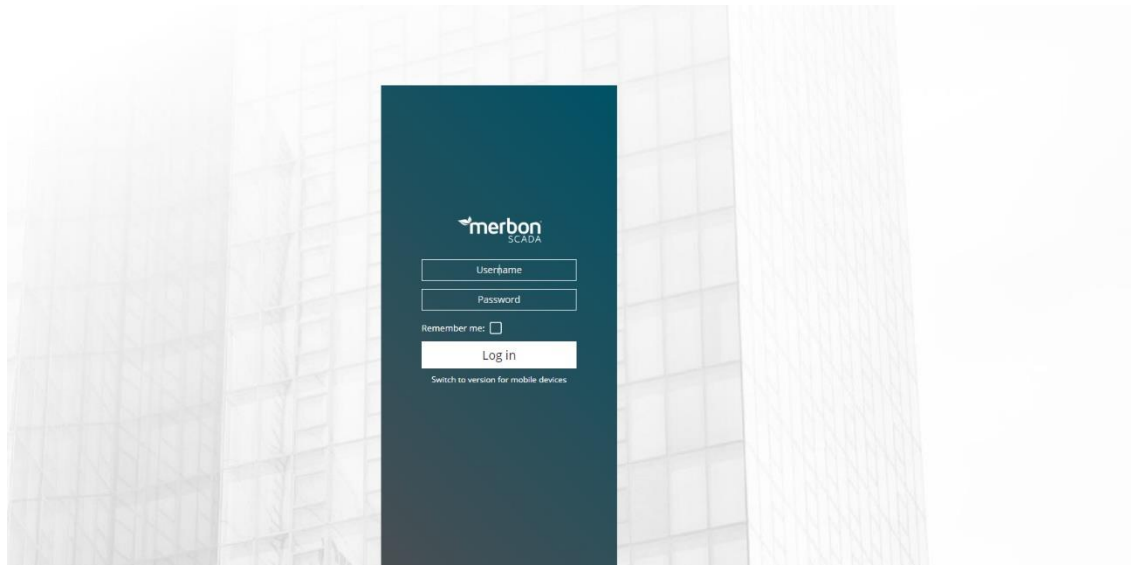 merbon
SCADA
Username
Password
Remember me:
Log in
Switch to version for mobile devices